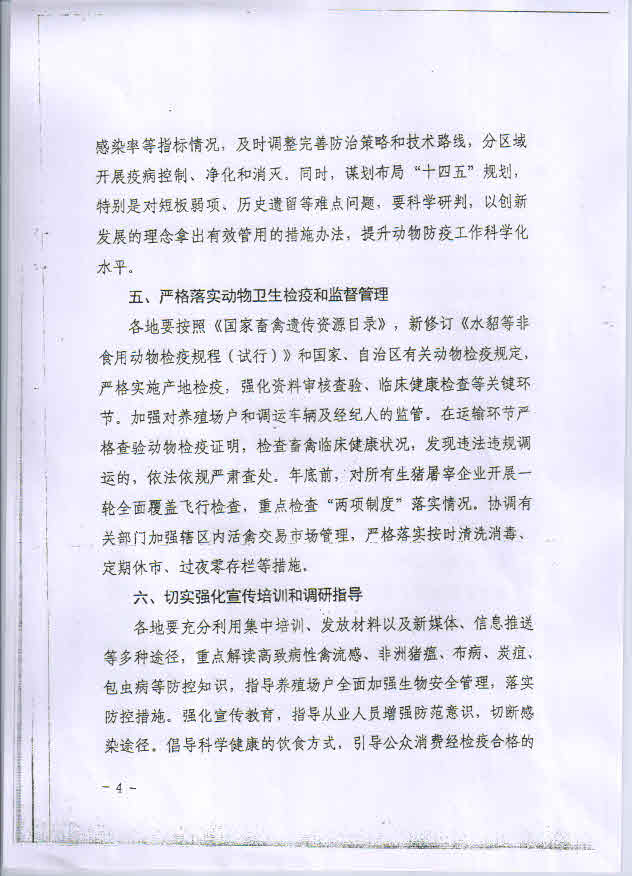 感染率等指标情况，及时调整完善防治策略和技术路线，分区域
开展疫病控制、净化和消灭。同时，谋划布局“十四五”规划，
特别是对短板弱项、历史遗留等难点问题，要科学研判，以创新
发展的理念拿出有效管用的措施办法，提升动物防疫工作科学化
水平。
五、严格落实动物卫生检疫和监督管理
各地要按照《国家畜禽遗传资源目录》，新修订《水貂等非
食用动物检疫规程（试行）》和国家、自治区有关动物检疫规定，
严格实施产地检疫，强化资料审核查验、临床健康检查等关键环
节。加强对养殖场户和调运车辆及经纪人的监管。在运输环节严
格查验动物检疫证明，检查畜禽临床健康状况，发现违法违规调
运的，依法依规严肃查处。年底前，对所有生猪屠宰企业开展一
轮全面覆盖飞行检查，重点检查“两项制度”落实情况。协调有
关部门加强辖区内活禽交易市场管理，严格落实按时清洗消毒、
定期休市、过夜零存栏等措施。
六、切实强化宣传培训和调研指导
各地要充分利用集中培训、发放材料以及新媒体、信息推送
等多种途径，重点解读高致病性禽流感、非洲猪瘟、布病、炭疽、
包虫病等防控知识，指导养殖场户全面加强生物安全管理，落实
防控措施。强化宣传教育，指导从业人员增强防范意识，切断感
染途径。倡导科学健康的饮食方式，引导公众消费经检疫合格的
- 4 -